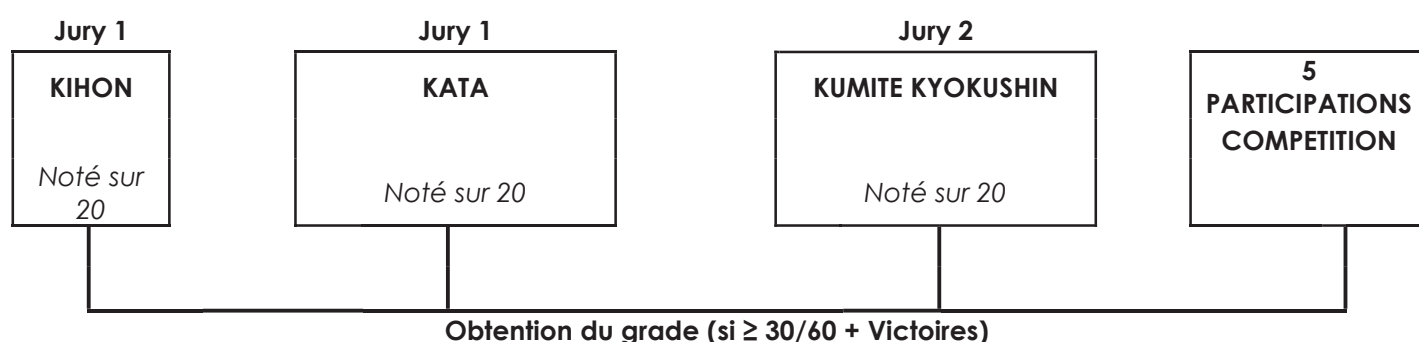 Jury 1
KIHON
Noté sur
20
Jury 1
KATA
Noté sur 20
Jury 2
KUMITE KYOKUSHIN
Noté sur 20
5
PARTICIPATIONS
COMPETITION
Obtention du grade (si ≥ 30/60 + Victoires)